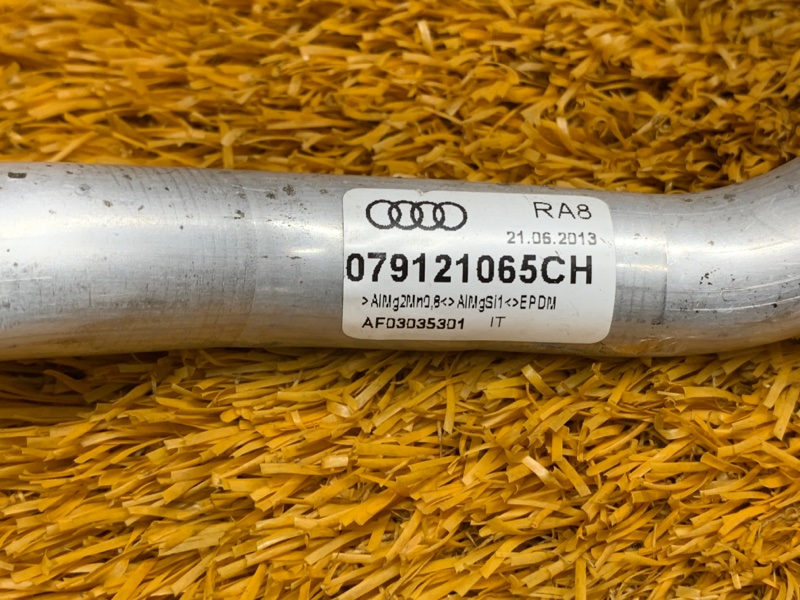 RA8
21.06.2013
079121065CH
>AlMg2Mn0,8<>AlMgSi1<>EPDM
AF03035301 IT